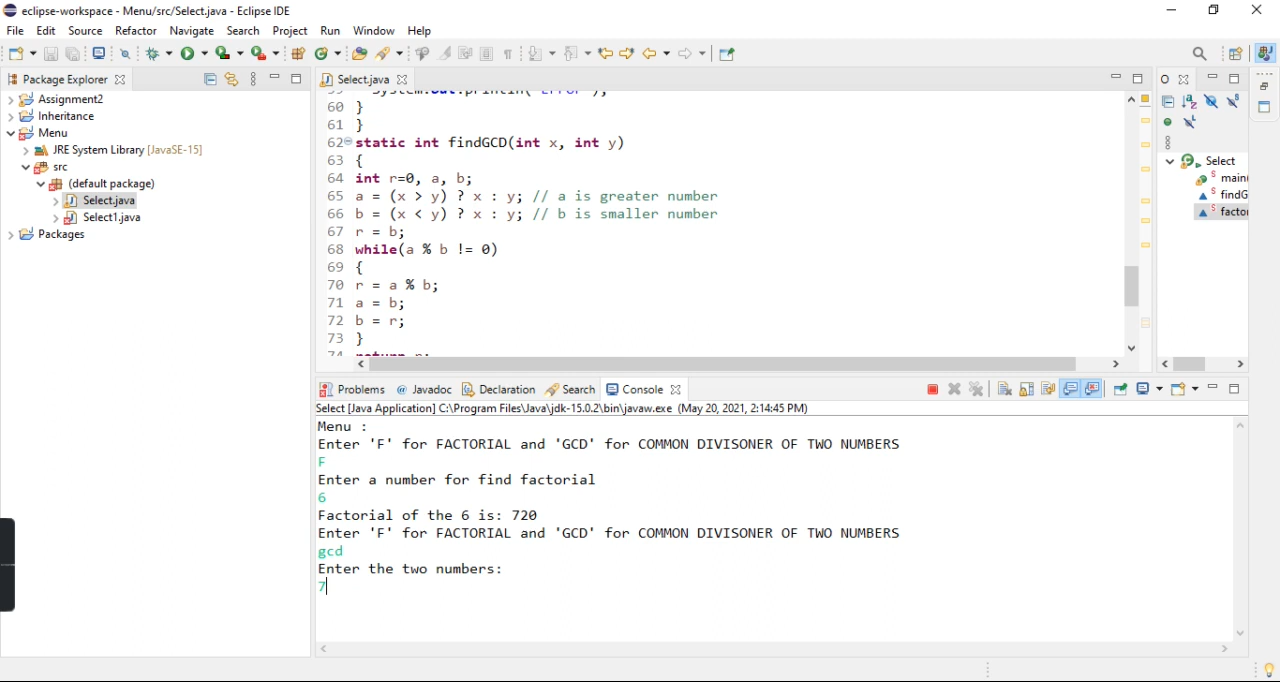 eclipse-workspace - Menu/src/Select.java - Eclipse IDE
File Edit Source Refactor Navigate Search Project Run Window Help
Package Explorer
Assignment2
Inheritance
Menu
JRE System Library [JavaSE-15]
src
(default package)
Select.java
Select1.java
Packages
Select.java
60 }
61 }
62 static int findGCD(int x, int y)
63 {
64 int r=0, a, b;
65 a = (x > y) ? x : y; // a is greater number
66 b = (x < y) ? x : y; // b is smaller number
67 r = b;
68 while(a % b != 0)
69 {
70 r = a % b;
71 a = b;
72 b = r;
73 }
O
Select
main(
findG
facto
Problems @ Javadoc Declaration Search Console
Select [Java Application] C:\Program Files\Java\jdk-15.0.2\bin\javaw.exe (May 20, 2021, 2:14:45 PM)
Menu :
Enter 'F' for FACTORIAL and 'GCD' for COMMON DIVISONER OF TWO NUMBERS
F
Enter a number for find factorial
6
Factorial of the 6 is: 720
Enter 'F' for FACTORIAL and 'GCD' for COMMON DIVISONER OF TWO NUMBERS
gcd
Enter the two numbers:
7